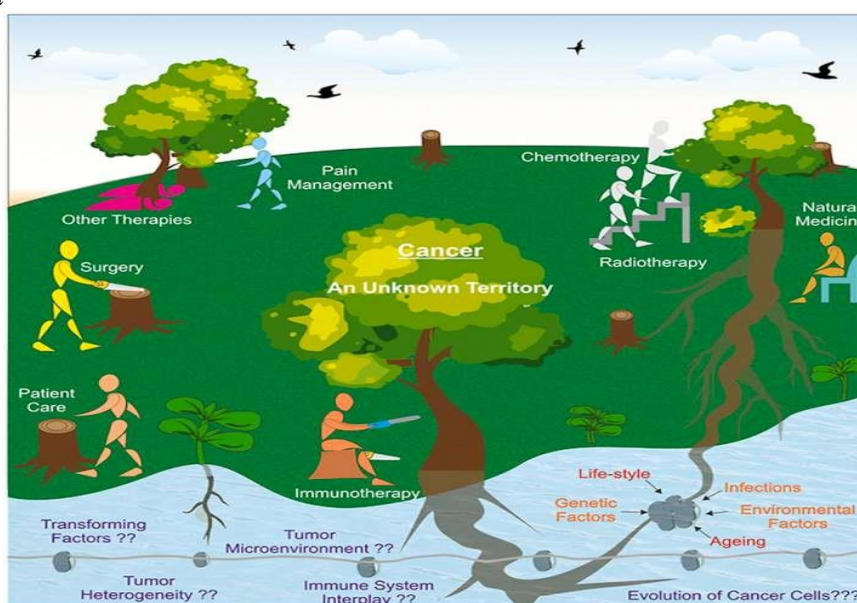 Chemotherapy
Pain
Management
Other Therapies
Natura
Medicin
Cancer
Surgery
Radiotherapy
An Unknown Territory
Patient
Care
Immunotherapy
Life-style
Infections
Genetic
Factors
Environmental
Factors
Ageing
Transforming
Factors ??
Tumor
Microenvironment ??
Tumor
Heterogeneity ??
Immune System
Interplay ??
Evolution of Cancer Cells???